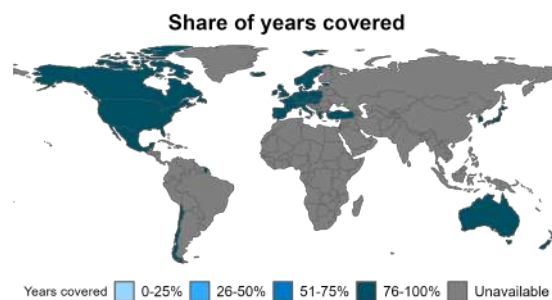 Share of years covered
Years covered 0-25% 26-50% 51-75% 76-100% Unavailable